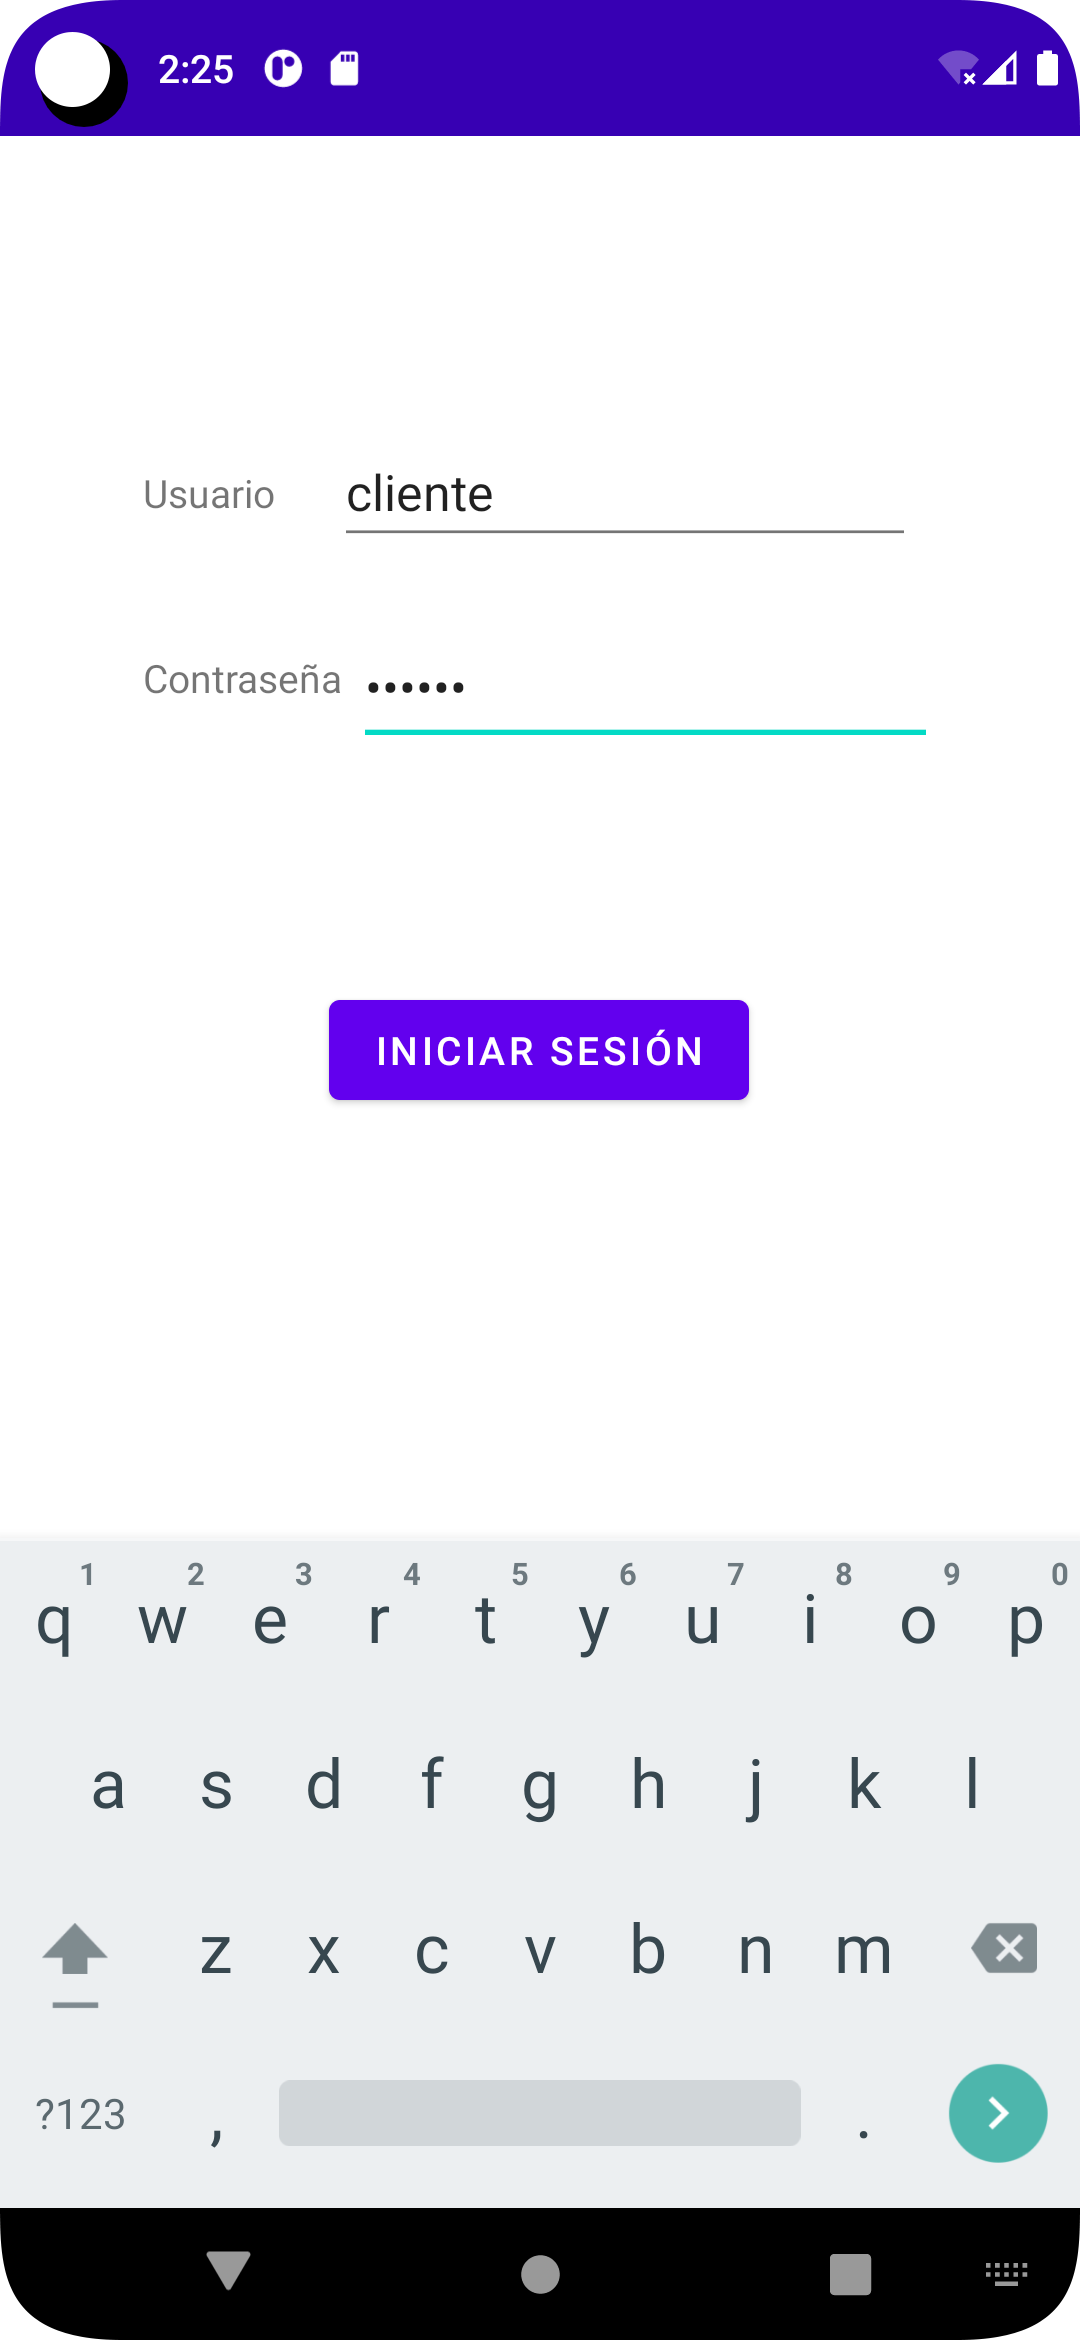 2:25
Usuario cliente
Contraseña ••••••
INICIAR SESIÓN
1 2 3 4 5 6 7 8 9 0
q w e r t y u i o p
a s d f g h j k l
z x c v b n m
?123 , .